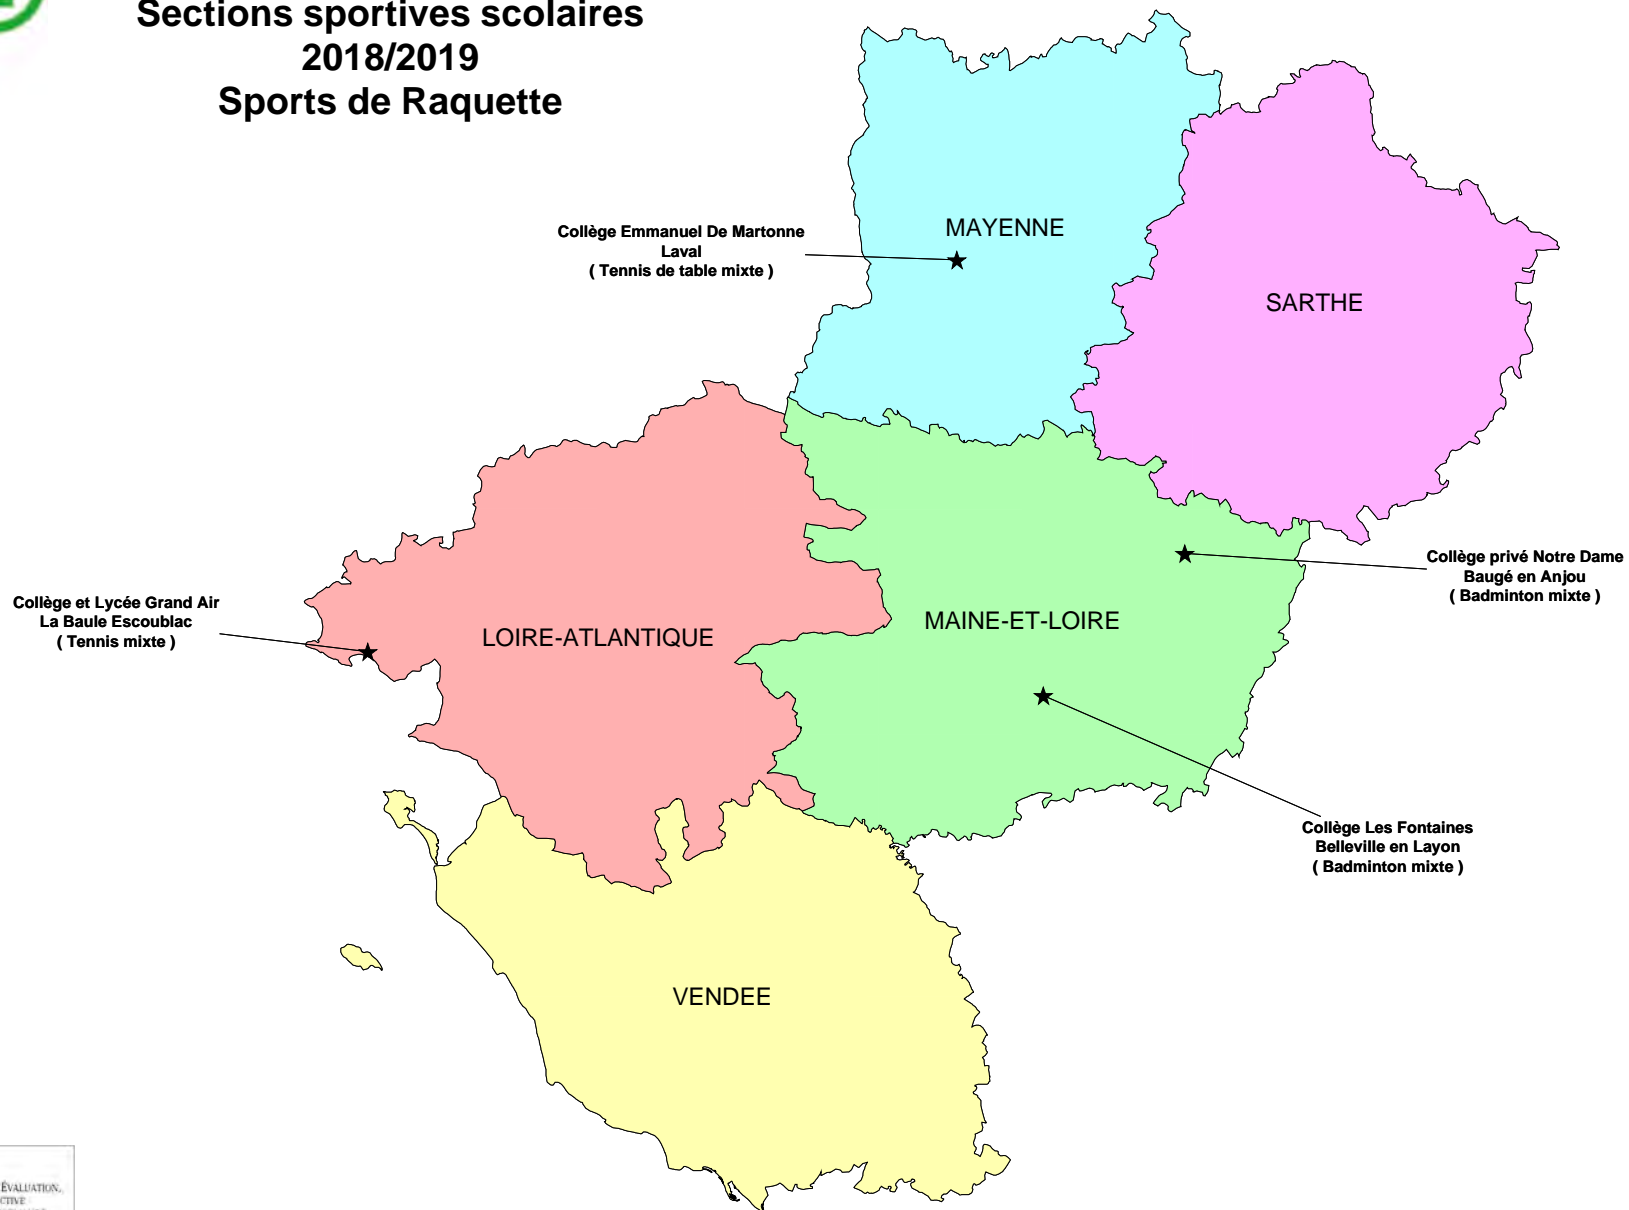 Sections sportives scolaires
2018/2019
Sports de Raquette
MAYENNE
Collège Emmanuel De Martonne
Laval
( Tennis de table mixte )
SARTHE
Collège privé Notre Dame
Baugé en Anjou
( Badminton mixte )
Collège et Lycée Grand Air
La Baule Escoublac
( Tennis mixte )
LOIRE-ATLANTIQUE
MAINE-ET-LOIRE
Collège Les Fontaines
Belleville en Layon
( Badminton mixte )
VENDEE
ÉVALUATION,
CTIVE